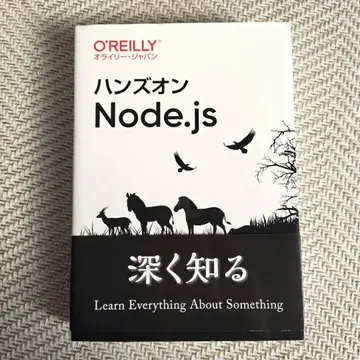 O'REILLY
オライリー・ジャパン
ハンズオン
Node.js
深く知る
Learn Everything About Something